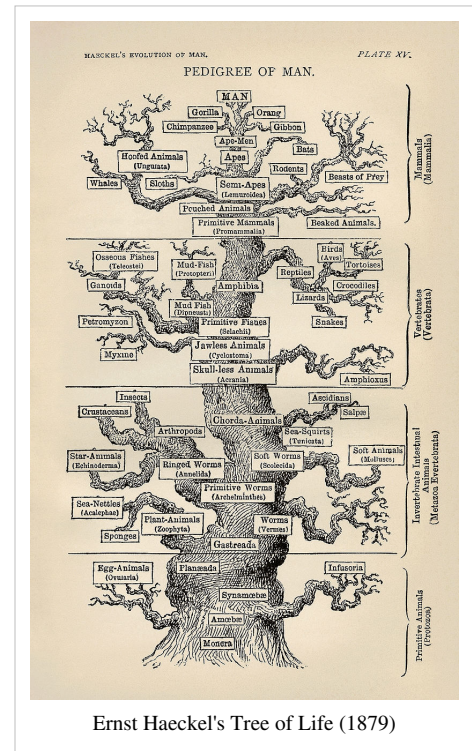 HAECKEL'S EVOLUTION OF MAN. PLATE XV.
PEDIGREE OF MAN.
MAN
Gorilla Orang
Chimpanzee Gibbon
Ape-Men
Bats
Apes
Hoofed Animals
(Ungulata)
Rodents
Whales Sloths Semi-Apes
(Lemuroidea)
Beasts of Prey
Pouched Animals
Primitive Mammals
(Promammalia)
Beaked Animals.
Mammals
(Mammalia)
Osseous Fishes
(Teleostei)
Mud-Fish
(Protopteri)
Birds
(Aves)
Tortoises
Reptiles
Ganoids Amphibia Crocodiles
Lizards
Mud Fish
(Dipneusti)
Petromyzon Primitive Fishes
(Selachii)
Snakes
Jawless Animals
(Cyclostoma)
Myxine
Skull-less Animals
(Acrania)
Amphioxus
Vertebrates
(Vertebrata)
Insects Ascidians
Crustaceans Salpæ
Chorda-Animals
Arthropods Sea-Squirts
(Tunicata)
Star-Animals
(Echinoderma)
Ringed Worms
(Annelida)
Soft Worms
(Scolecida)
Soft Animals
(Molluscs)
Primitive Worms
(Archelminthes)
Sea-Nettles
(Acalephae)
Plant-Animals
(Zoophyta)
Worms
(Vermes)
Sponges
Gastreada
Invertebrate Intestinal
Animals
(Metazoa Evertebrata)
Egg-Animals
(Ovularia)
Planæada Infusoria
Synamœbæ
Amœbæ
Monera
Primitive Animals
(Protozoa)
Ernst Haeckel's Tree of Life (1879)